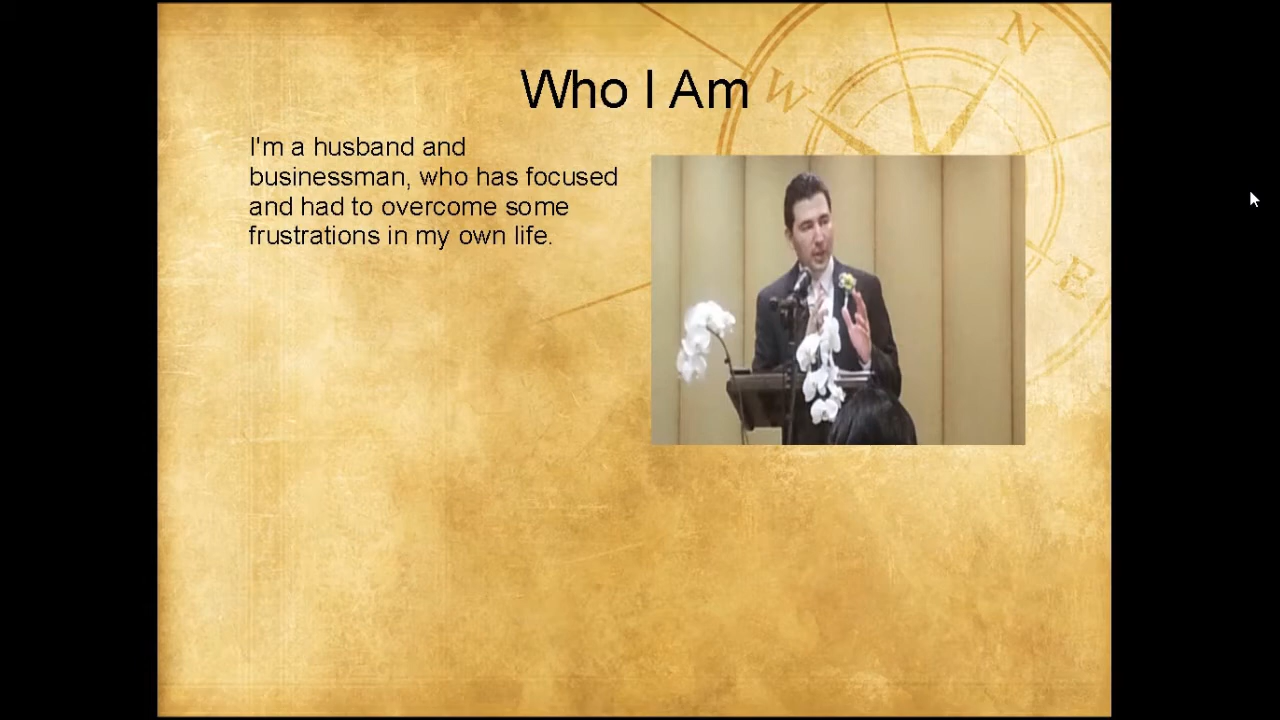 Who I Am
I'm a husband and
businessman, who has focused
and had to overcome some
frustrations in my own life.
N
W
E